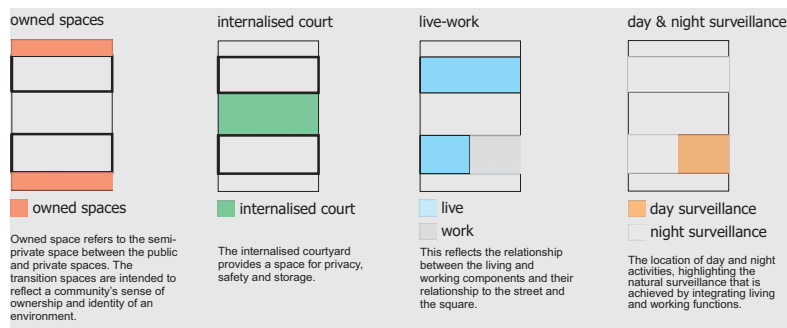 owned spaces
owned spaces
Owned space refers to the semi-
private space between the public
and private spaces. The
transition spaces are intended to
reflect a community's sense of
ownership and identity of an
environment.
internalised court
internalised court
The internalised courtyard
provides a space for privacy,
safety and storage.
live-work
live
work
This reflects the relationship
between the living and
working components and their
relationship to the street and
the square.
day & night surveillance
day surveillance
night surveillance
The location of day and night
activities, highlighting the
natural surveillance that is
achieved by integrating living
and working functions.